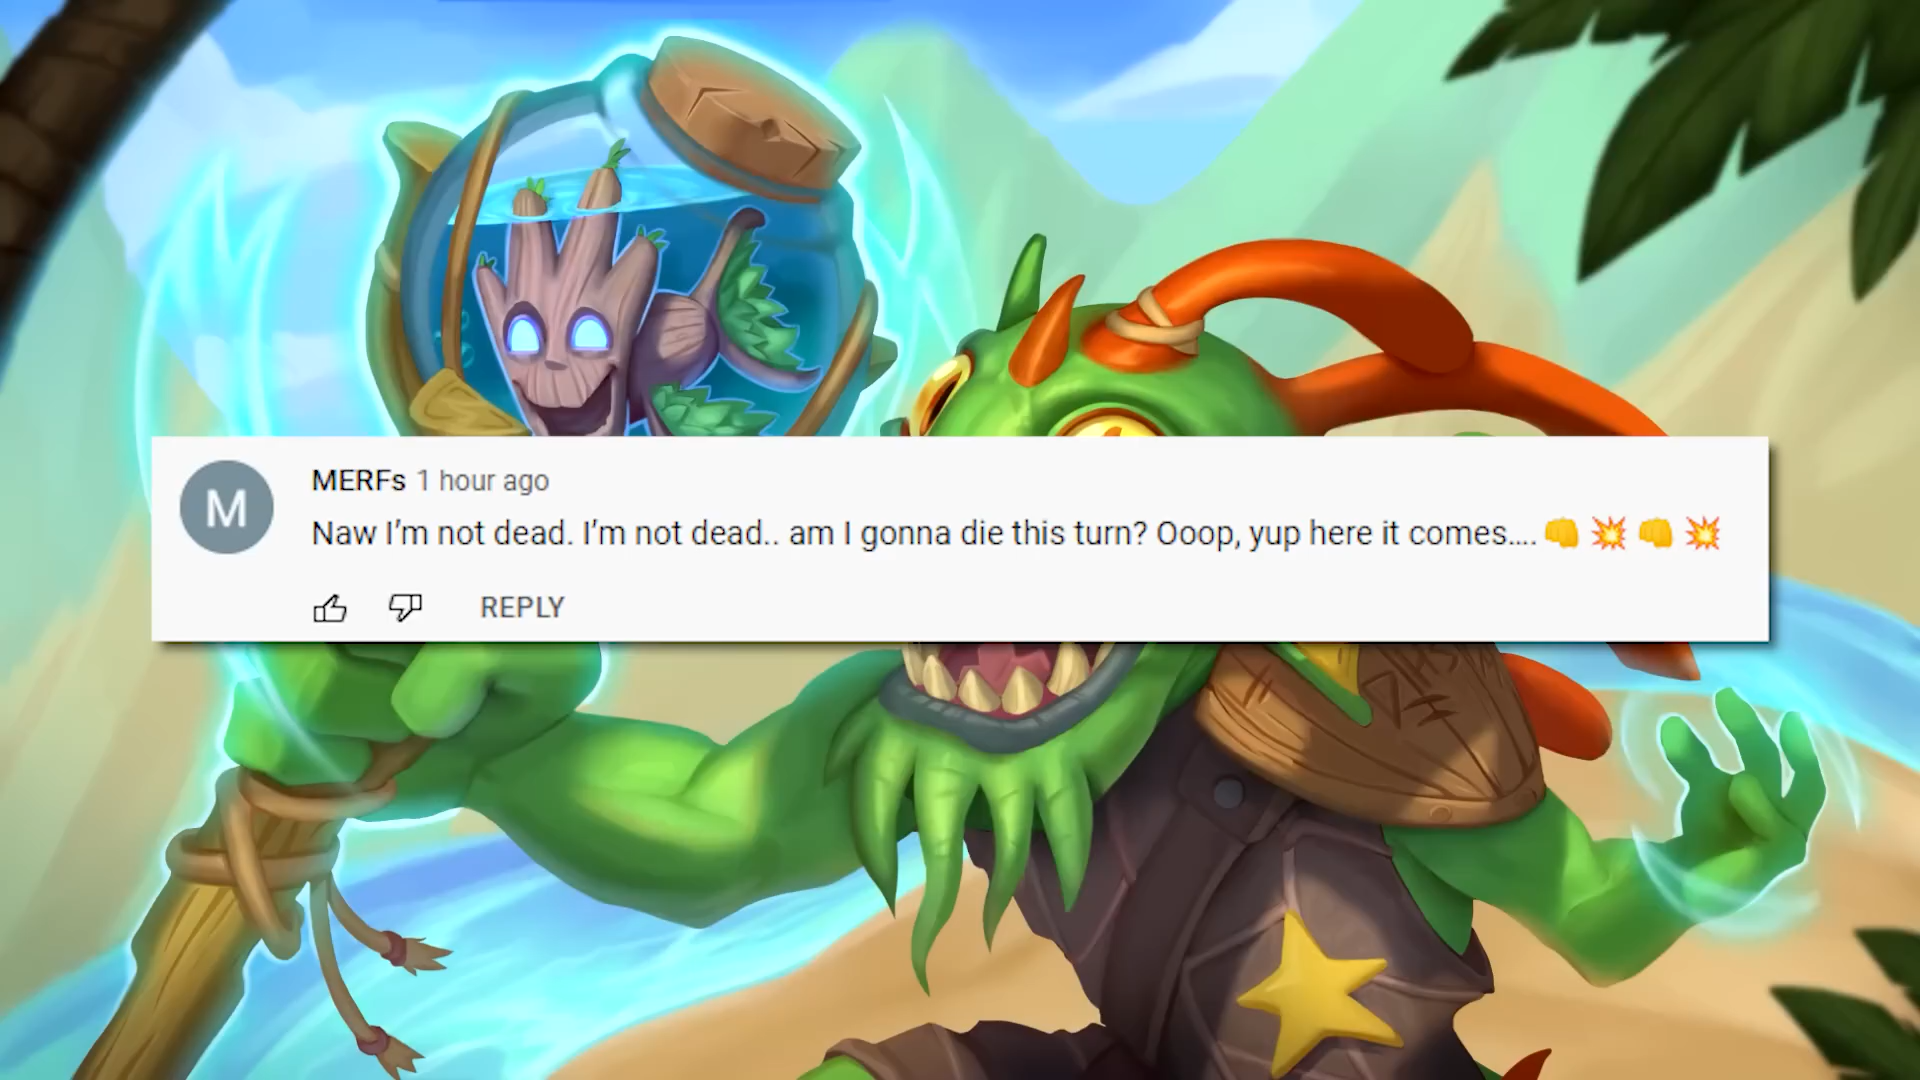 M
MERFs 1 hour ago
Naw I’m not dead. I’m not dead.. am I gonna die this turn? Ooop, yup here it comes.... 👊 💥 👊 💥
REPLY